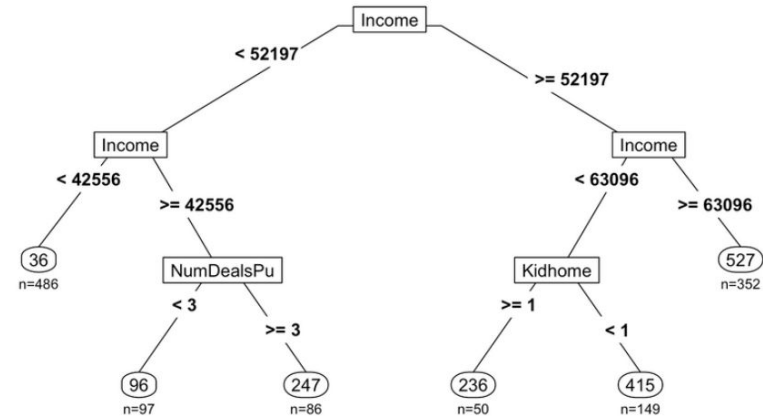 Income
< 52197
>= 52197
Income
Income
< 42556
< 63096
>= 42556
>= 63096
36
n=486
NumDealsPu
Kidhome
527
n=352
< 3
>= 1
>= 3
< 1
96
n=97
247
n=86
236
n=50
415
n=149